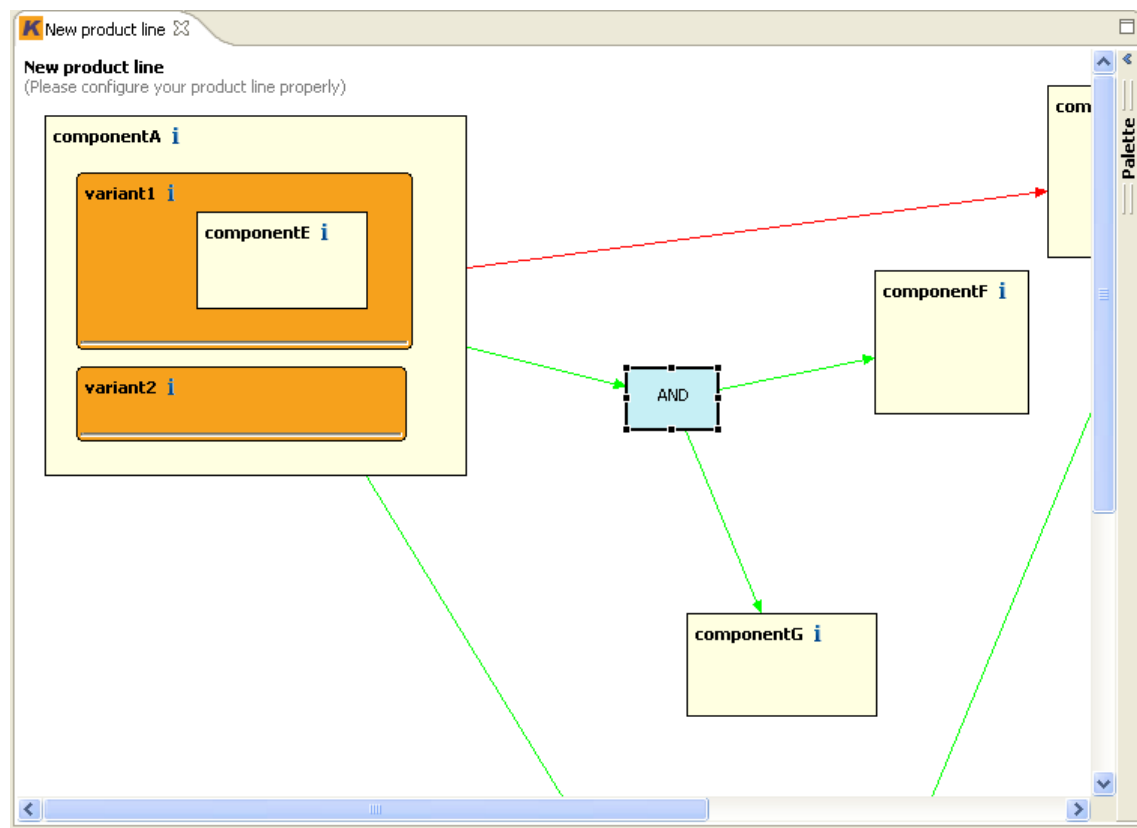 New product line
New product line
(Please configure your product line properly)
componentA i
com
Palette
variant1 i
componentE i
componentF i
variant2 i
AND
componentG i